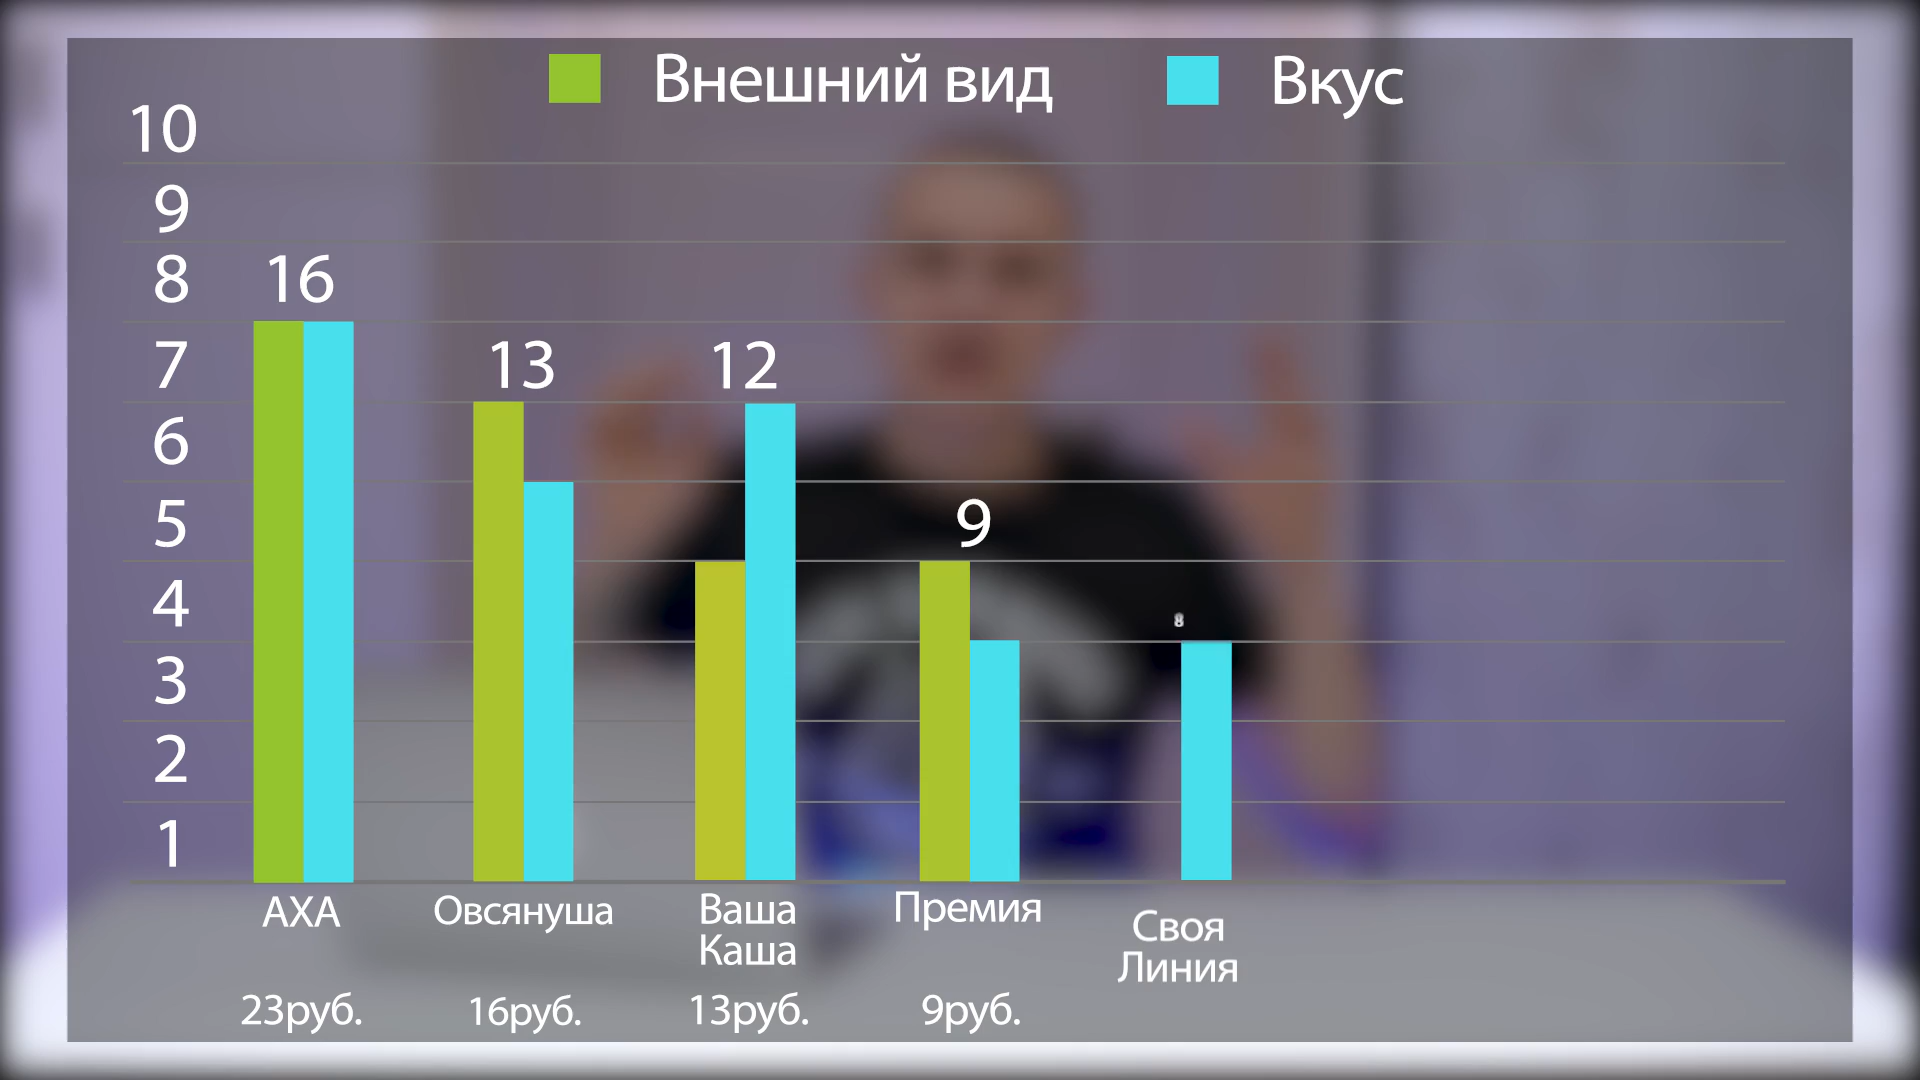 Внешний вид
Вкус
10
9
8
7
6
5
4
3
2
1
16
13
12
9
8
АХА
Овсянуша
Ваша
Каша
Премия
Своя
Линия
23руб.
16руб.
13руб.
9руб.